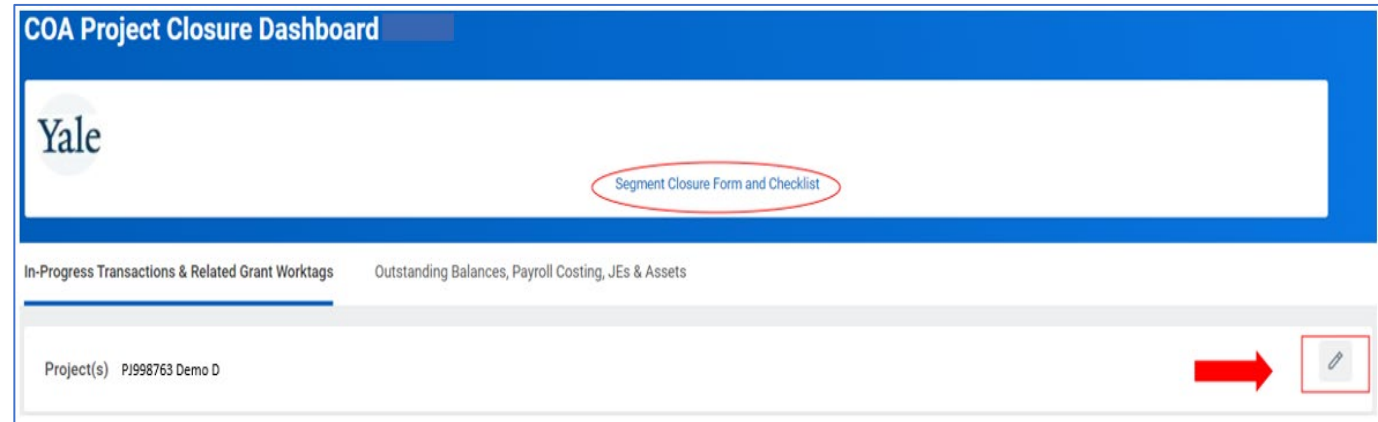 COA Project Closure Dashboard
Yale
Segment Closure Form and Checklist
In-Progress Transactions & Related Grant Worktags Outstanding Balances, Payroll Costing, JEs & Assets
Project(s) PJ998763 Demo D